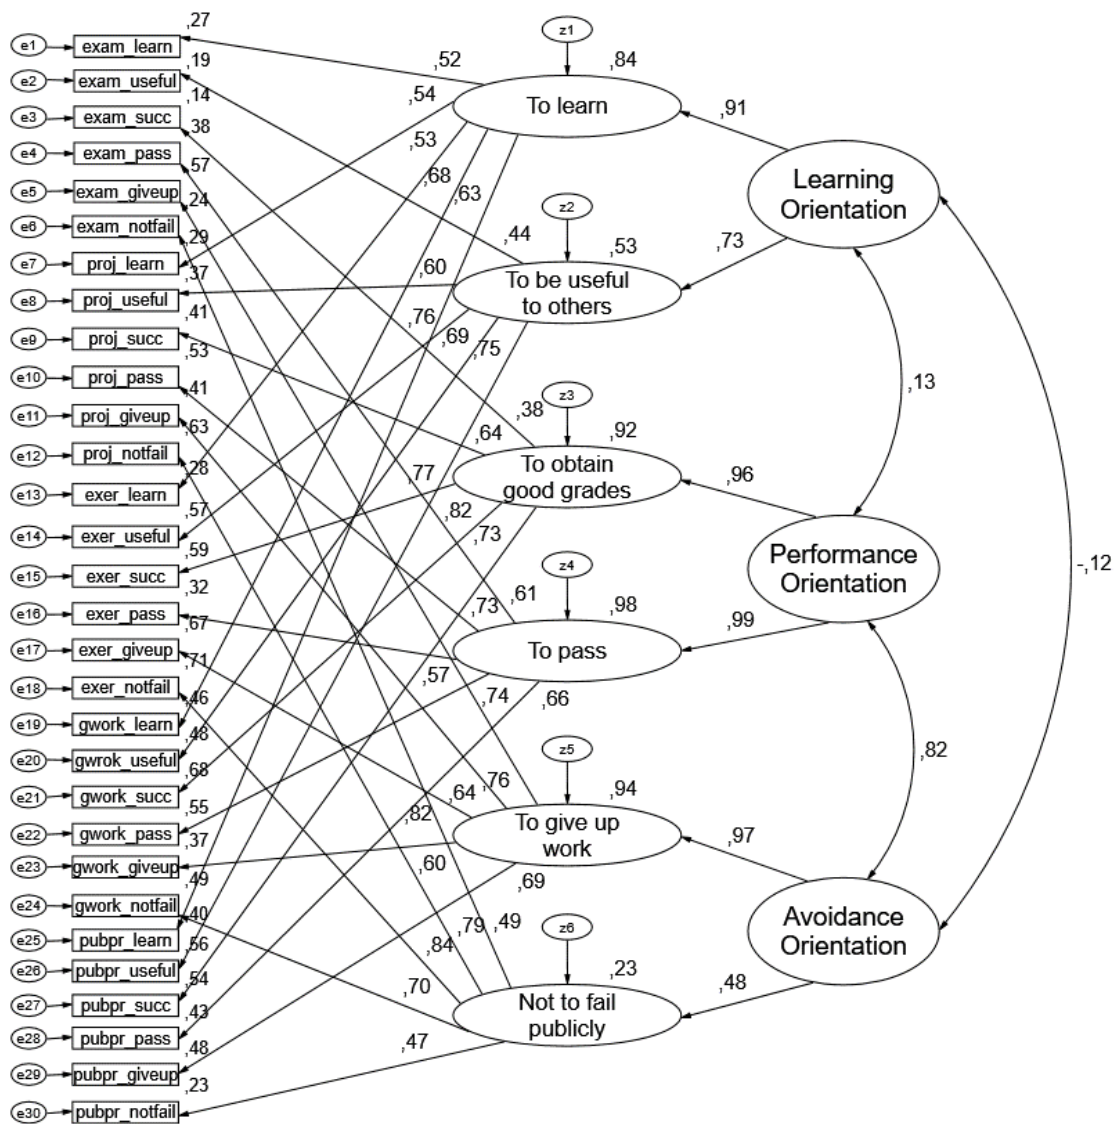 ,27
z1
e1
exam_learn
,19
,52
,84
e2
exam_useful
,14
,54
To learn
,91
e3
exam_succ
,38
,53
e4
exam_pass
,57
,68
,63
Learning
Orientation
e5
exam_giveup
,24
z2
e6
exam_notfail
,29
,44
,53
,73
e7
proj_learn
,37
,60
To be useful
to others
e8
proj_useful
,41
,76
,69
,75
e9
proj_succ
,53
e10
proj_pass
,41
z3
,13
e11
proj_giveup
,63
,64
,38
,92
e12
proj_notfail
,28
,77
To obtain
good grades
,96
e13
exer_learn
,57
,82
,73
e14
exer_useful
,59
Performance
Orientation
e15
exer_succ
,32
z4
-,12
e16
exer_pass
,67
,73
,61
,98
,99
e17
exer_giveup
,71
To pass
e18
exer_notfail
,46
,57
,74
,66
e19
gwork_learn
,48
z5
,82
e20
gwrok_useful
,68
e21
gwork_succ
,55
,64
,76
,94
e22
gwork_pass
,37
,82
To give up
work
,97
e23
gwork_giveup
,49
,60
,69
e24
gwork_notfail
,40
,79
,49
z6
Avoidance
Orientation
e25
pubpr_learn
,56
,84
e26
pubpr_useful
,54
,70
,23
,48
e27
pubpr_succ
,43
Not to fail
publicly
e28
pubpr_pass
,48
,47
e29
pubpr_giveup
,23
e30
pubpr_notfail